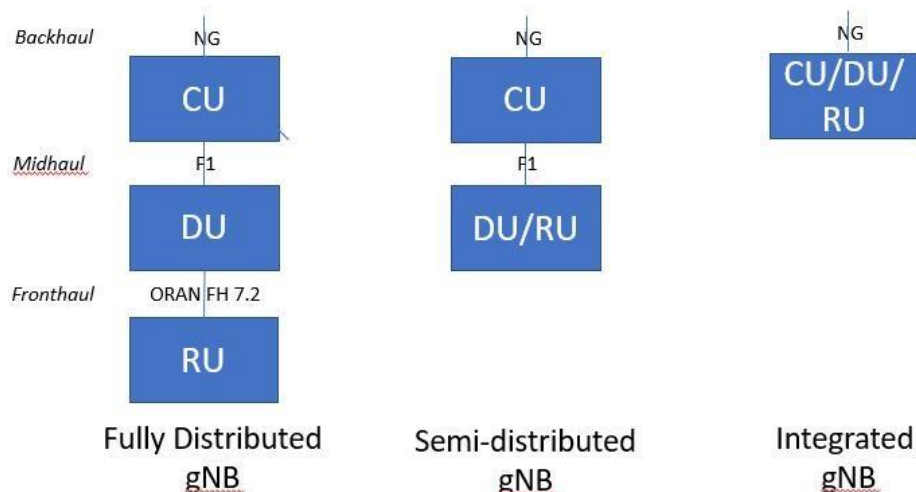 Backhaul
NG
NG
NG
CU
CU
CU/DU/
RU
Midhaul
F1
F1
DU
DU/RU
Fronthaul
ORAN FH 7.2
RU
Fully Distributed
gNB
Semi-distributed
gNB
Integrated
gNB